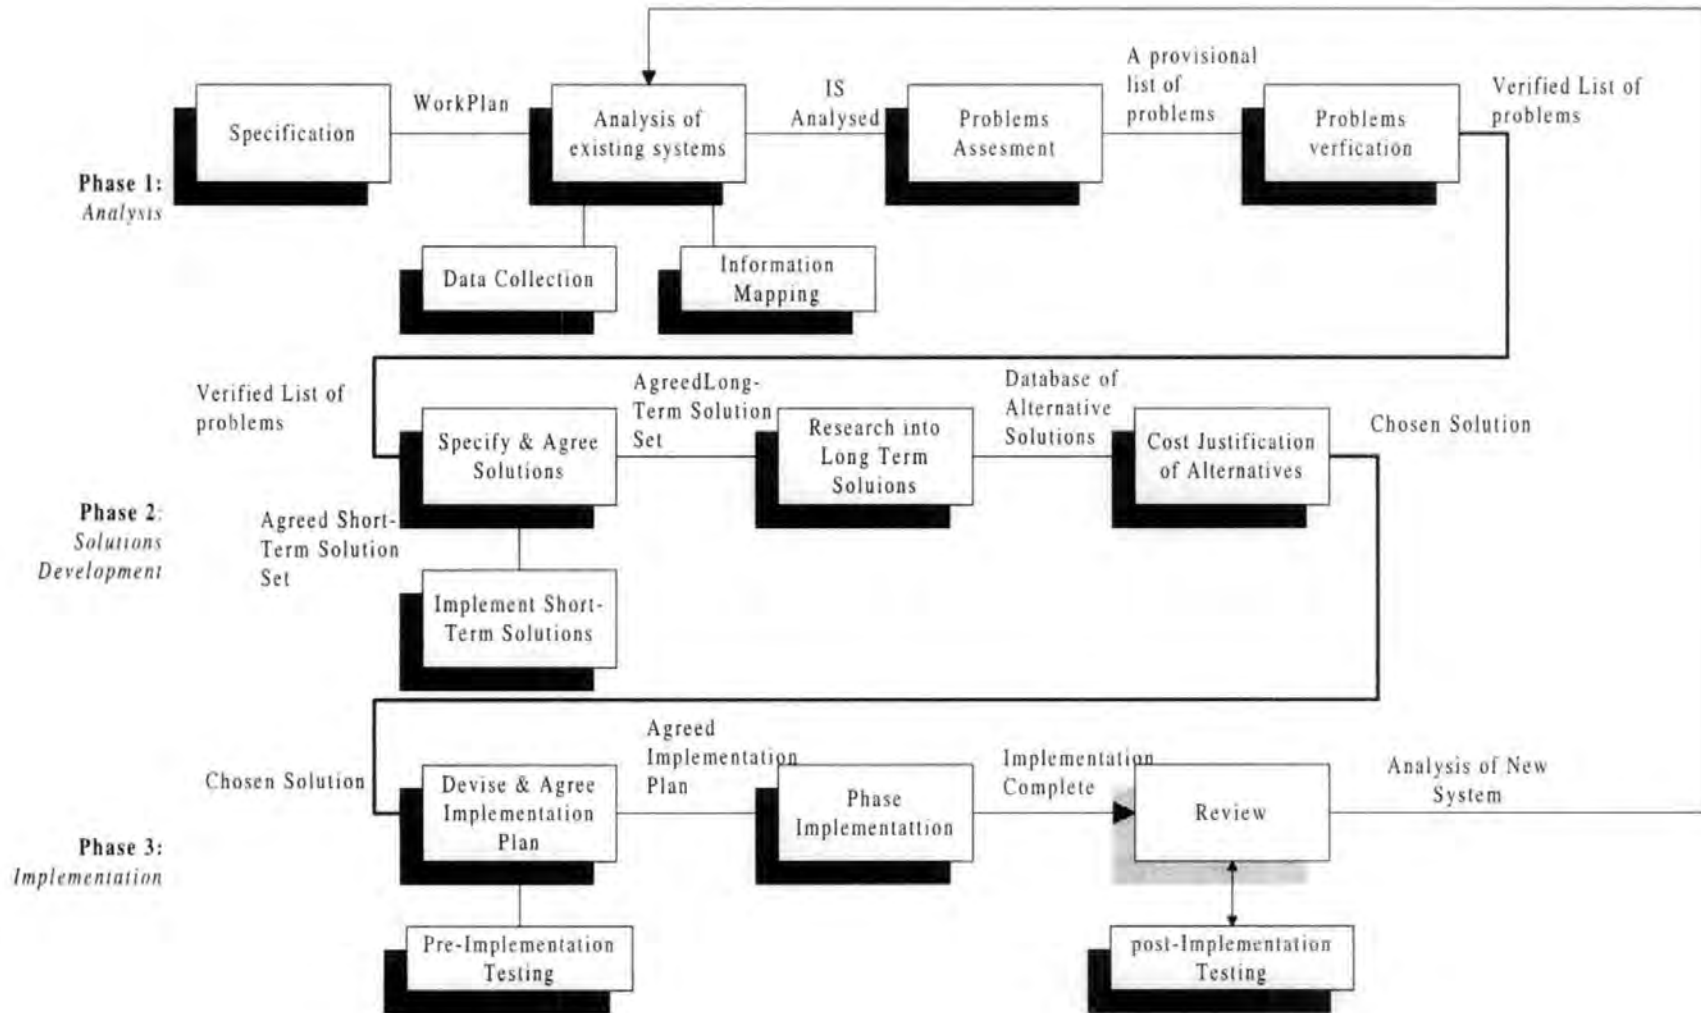 WorkPlan
IS
Analysed
A provisional
list of
problems
Verified List of
problems
Specification
Analysis of
existing systems
Problems
Assesment
Problems
verfication
Phase 1:
Analysis
Data Collection
Information
Mapping
Verified List of
problems
AgreedLong-
Term Solution
Set
Database of
Alternative
Solutions
Chosen Solution
Specify & Agree
Solutions
Research into
Long Term
Soluions
Cost Justification
of Alternatives
Phase 2:
Solutions
Development
Agreed Short-
Term Solution
Set
Implement Short-
Term Solutions
Chosen Solution
Agreed
Implementation
Plan
Implementation
Complete
Analysis of New
System
Devise & Agree
Implementation
Plan
Phase
Implementattion
Review
Phase 3:
Implementation
Pre-Implementation
Testing
post-Implementation
Testing